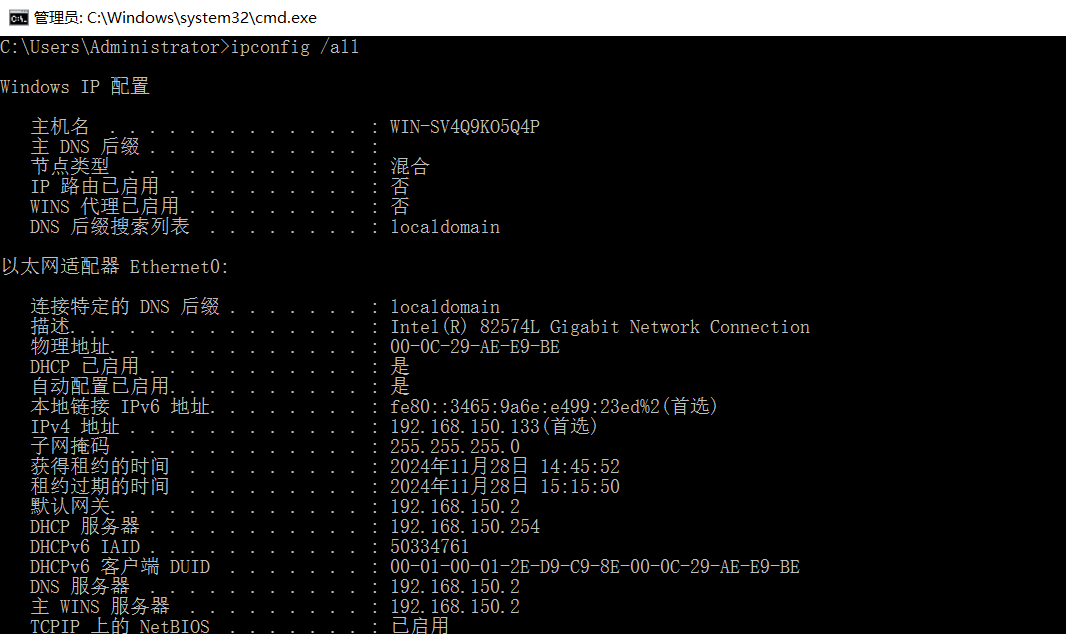 管理员: C:\Windows\system32\cmd.exe
C:\Users\Administrator>ipconfig /all
Windows IP 配置
主机名 . . . . . . . . . . . . . : WIN-SV4Q9KO5Q4P
主 DNS 后缀 . . . . . . . . . . . :
节点类型 . . . . . . . . . . . . : 混合
IP 路由已启用 . . . . . . . . . . : 否
WINS 代理已启用 . . . . . . . . . : 否
DNS 后缀搜索列表 . . . . . . . . : localdomain
以太网适配器 Ethernet0:
连接特定的 DNS 后缀 . . . . . . . : localdomain
描述. . . . . . . . . . . . . . . : Intel(R) 82574L Gigabit Network Connection
物理地址. . . . . . . . . . . . . : 00-0C-29-AE-E9-BE
DHCP 已启用 . . . . . . . . . . . : 是
自动配置已启用. . . . . . . . . . : 是
本地链接 IPv6 地址. . . . . . . . : fe80::3465:9a6e:e499:23ed%2(首选)
IPv4 地址 . . . . . . . . . . . . : 192.168.150.133(首选)
子网掩码 . . . . . . . . . . . . : 255.255.255.0
获得租约的时间 . . . . . . . . . : 2024年11月28日 14:45:52
租约过期的时间 . . . . . . . . . : 2024年11月28日 15:15:50
默认网关. . . . . . . . . . . . . : 192.168.150.2
DHCP 服务器 . . . . . . . . . . . : 192.168.150.254
DHCPv6 IAID . . . . . . . . . . . : 50334761
DHCPv6 客户端 DUID . . . . . . . : 00-01-00-01-2E-D9-C9-8E-00-0C-29-AE-E9-BE
DNS 服务器 . . . . . . . . . . . : 192.168.150.2
主 WINS 服务器 . . . . . . . . . : 192.168.150.2
TCPIP 上的 NetBIOS . . . . . . . : 已启用